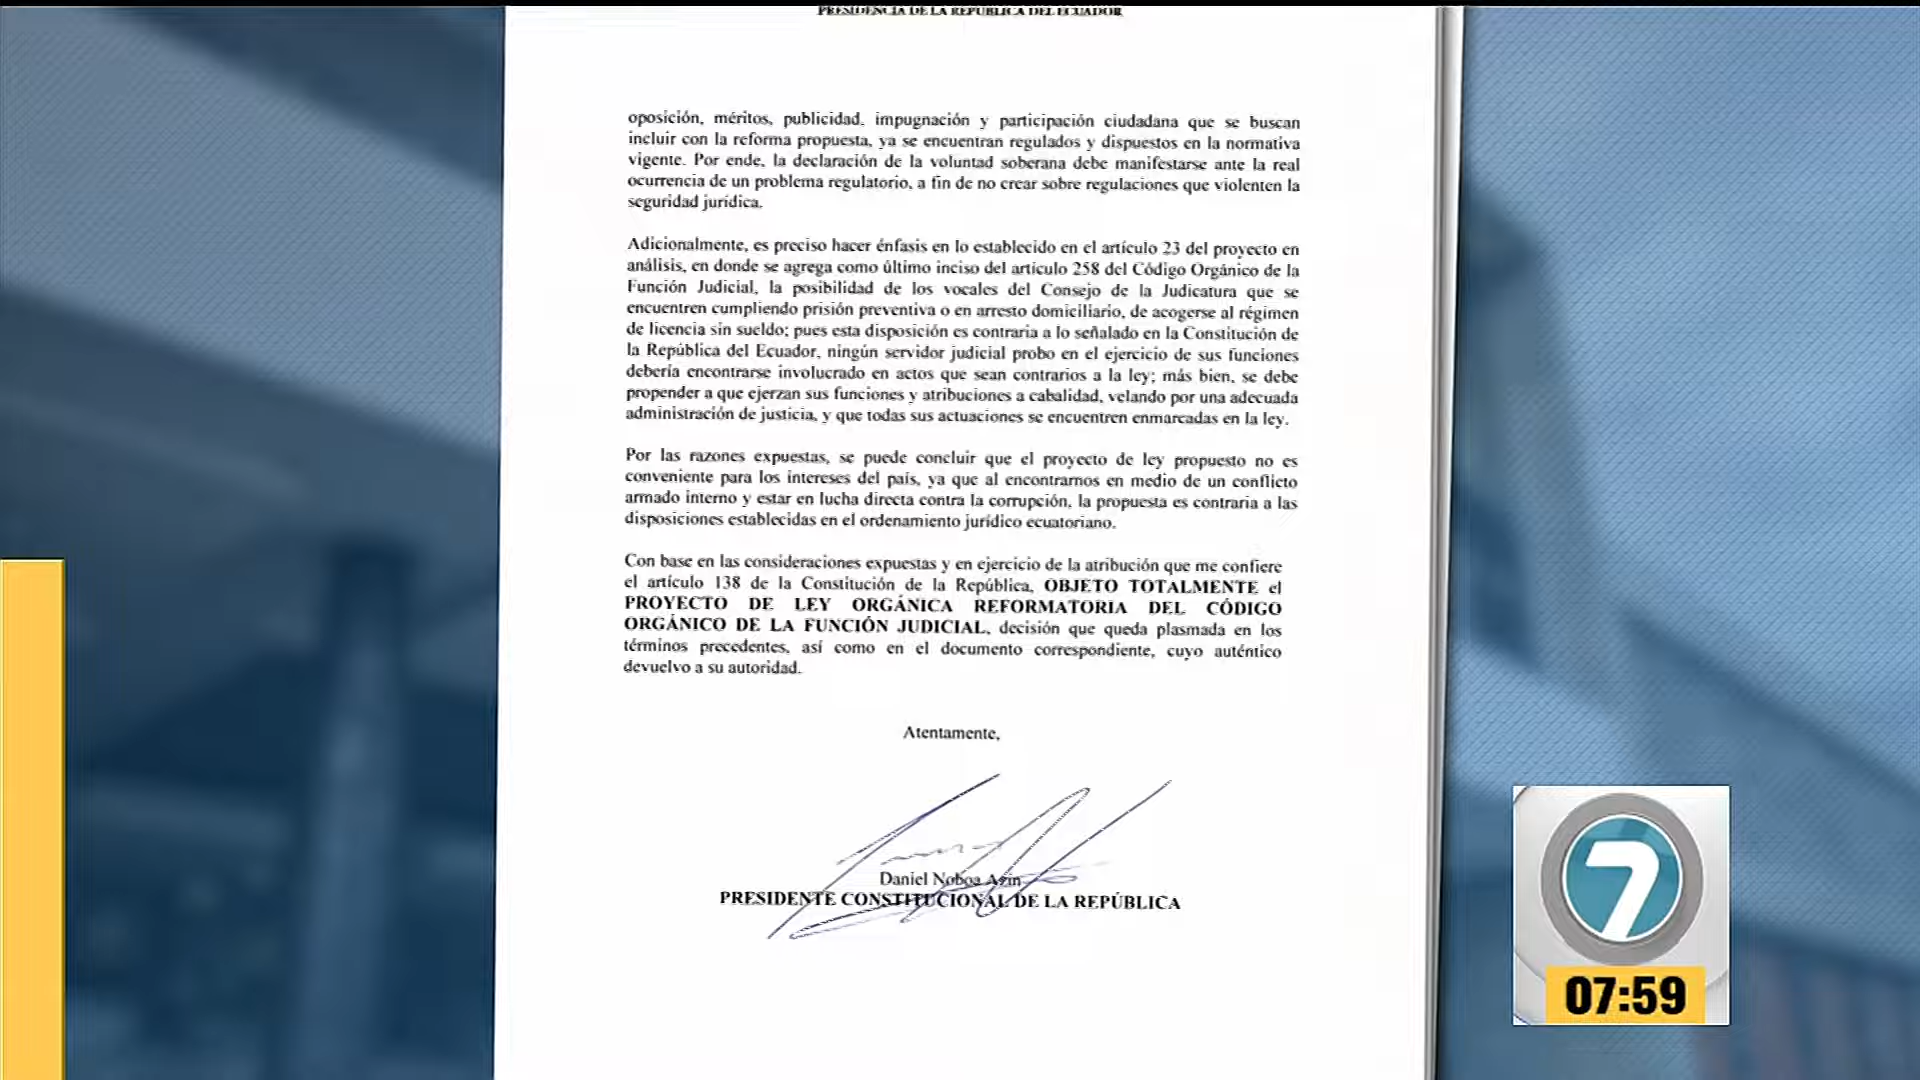 PRESIDENCIA DE LA REPÚBLICA DEL ECUADOR
oposición, méritos, publicidad, impugnación y participación ciudadana que se buscan
incluir con la reforma propuesta, ya se encuentran regulados y dispuestos en la normativa
vigente. Por ende, la declaración de la voluntad soberana debe manifestarse ante la real
ocurrencia de un problema regulatorio, a fin de no crear sobre regulaciones que violenten la
seguridad jurídica.
Adicionalmente, es preciso hacer énfasis en lo establecido en el artículo 23 del proyecto en
análisis, en donde se agrega como último inciso del artículo 258 del Código Orgánico de la
Función Judicial, la posibilidad de los vocales del Consejo de la Judicatura que se
encuentren cumpliendo prisión preventiva o en arresto domiciliario, de acogerse al régimen
de licencia sin sueldo; pues esta disposición es contraria a lo señalado en la Constitución de
la República del Ecuador, ningún servidor judicial probo en el ejercicio de sus funciones
debería encontrarse involucrado en actos que sean contrarios a la ley; más bien, se debe
propender a que ejerzan sus funciones y atribuciones a cabalidad, velando por una adecuada
administración de justicia, y que todas sus actuaciones se encuentren enmarcadas en la ley.
Por las razones expuestas, se puede concluir que el proyecto de ley propuesto no es
conveniente para los intereses del país, ya que al encontrarnos en medio de un conflicto
armado interno y estar en lucha directa contra la corrupción, la propuesta es contraria a las
disposiciones establecidas en el ordenamiento jurídico ecuatoriano.
Con base en las consideraciones expuestas y en ejercicio de la atribución que me confiere
el artículo 138 de la Constitución de la República, OBJETO TOTALMENTE el
PROYECTO DE LEY ORGÁNICA REFORMATORIA DEL CÓDIGO
ORGÁNICO DE LA FUNCIÓN JUDICIAL, decisión que queda plasmada en los
términos precedentes, así como en el documento correspondiente, cuyo auténtico
devuelvo a su autoridad.
Atentamente,
Daniel Noboa Azin
PRESIDENTE CONSTITUCIONAL DE LA REPÚBLICA
7
07:59